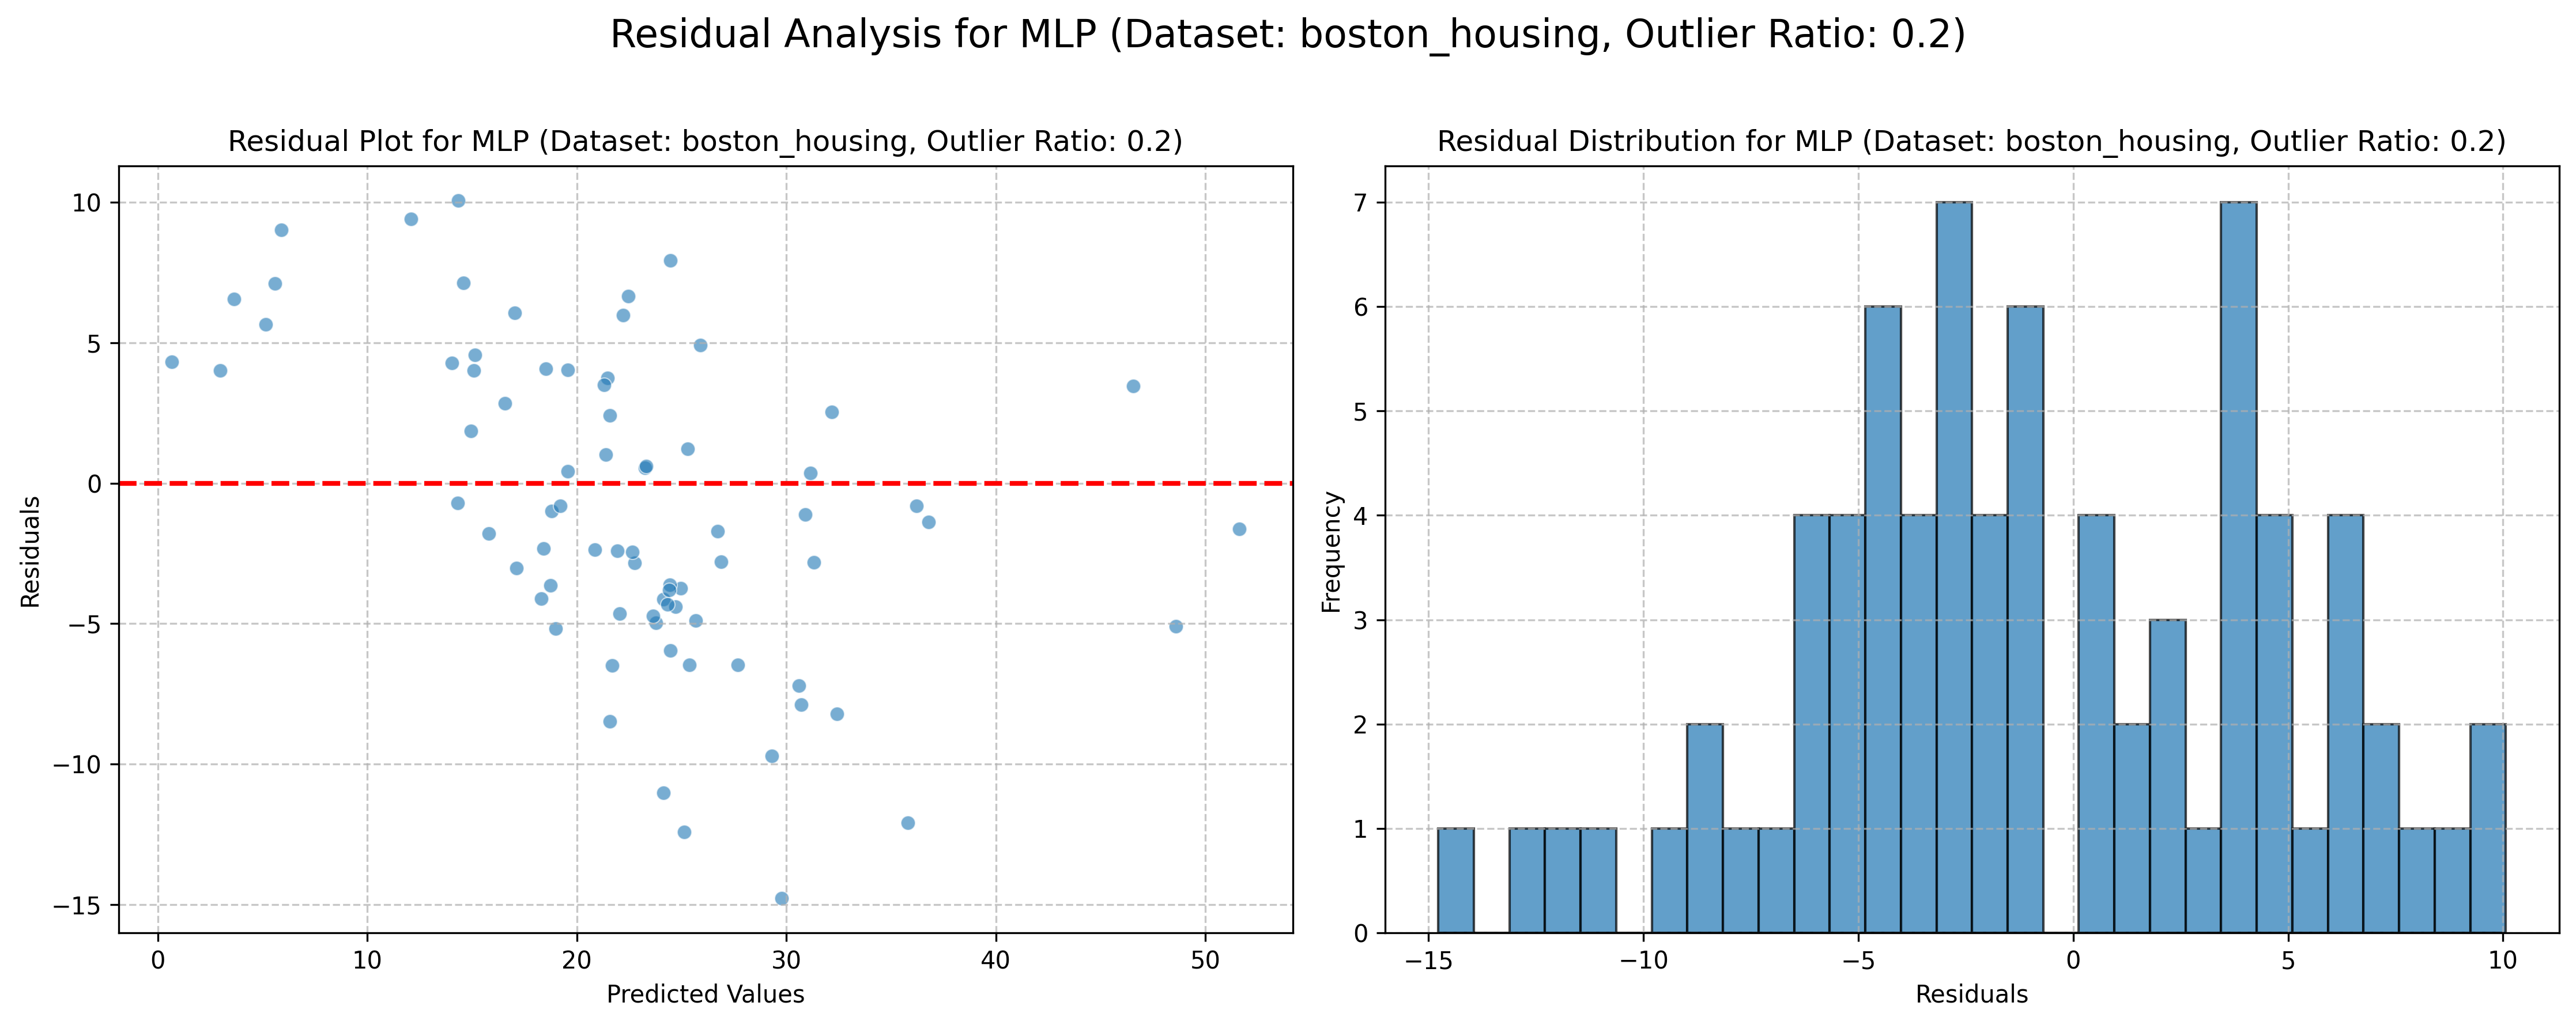 Residual Analysis for MLP (Dataset: boston_housing, Outlier Ratio: 0.2)
Residual Plot for MLP (Dataset: boston_housing, Outlier Ratio: 0.2)
10
5
0
−5
−10
−15
Residuals
0 10 20 30 40 50
Predicted Values
Residual Distribution for MLP (Dataset: boston_housing, Outlier Ratio: 0.2)
7
6
5
4
3
2
1
0
Frequency
−15 −10 −5 0 5 10
Residuals